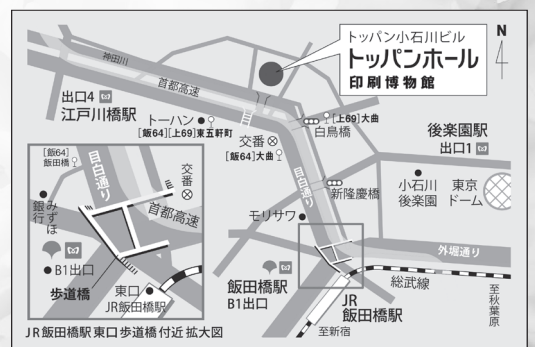 トッパン小石川ビル
トッパンホール
印刷博物館
N
神田川
首都高速
出口4
江戸川橋駅
トーハン
[飯64][上69]東五軒町
交番
[飯64]大曲
[上69]大曲
白鳥橋
後楽園駅
出口1
目白通り
新隆慶橋
小石川
後楽園
東京
ドーム
モリサワ
外堀通り
飯田橋駅
B1出口
JR
飯田橋駅
総武線
至秋葉原
至新宿
[飯64]
飯田橋
目白通り
交番
首都高速
みずほ
銀行
B1出口
歩道橋
東口
JR飯田橋駅
JR飯田橋駅東口歩道橋付近 拡大図